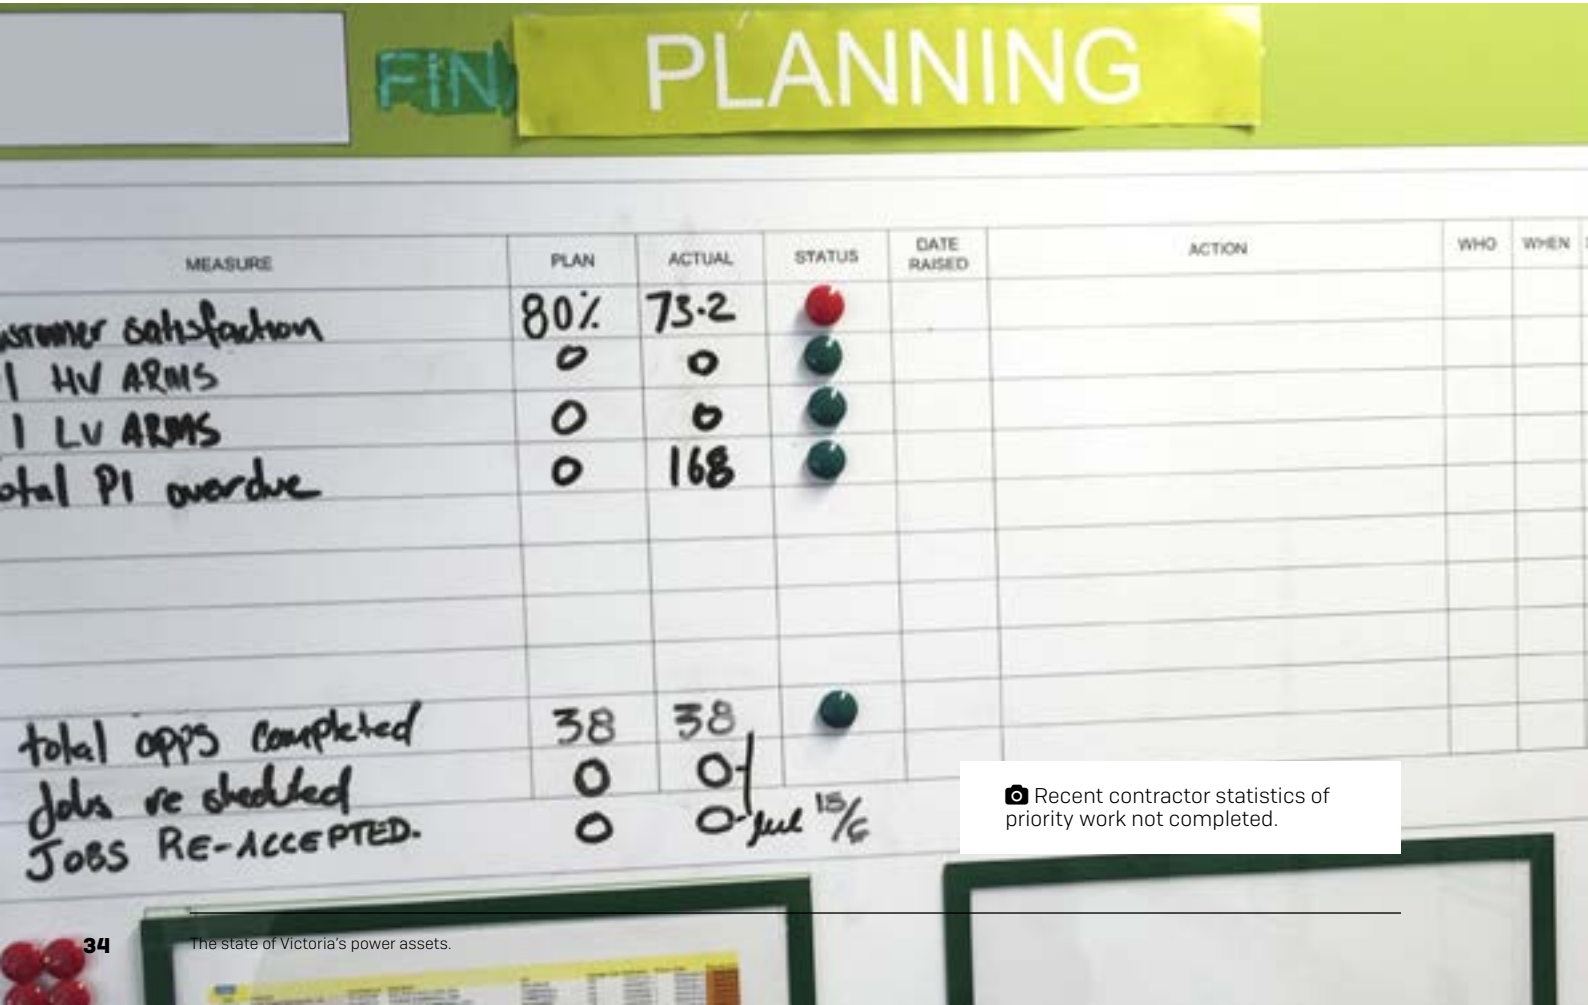 FIN PLANNING
MEASURE PLAN ACTUAL STATUS DATE RAISED ACTION WHO WHEN
ustomer satisfaction 80% 73.2
1 HV ARMS 0 0
1 LV ARMS 0 0
otal P1 overdue 0 168
total opps completed 38 38
Jobs re sheduled 0 0
JOBS RE-ACCEPTED. 0 0 15/6
Recent contractor statistics of
priority work not completed.
34 The state of Victoria's power assets.